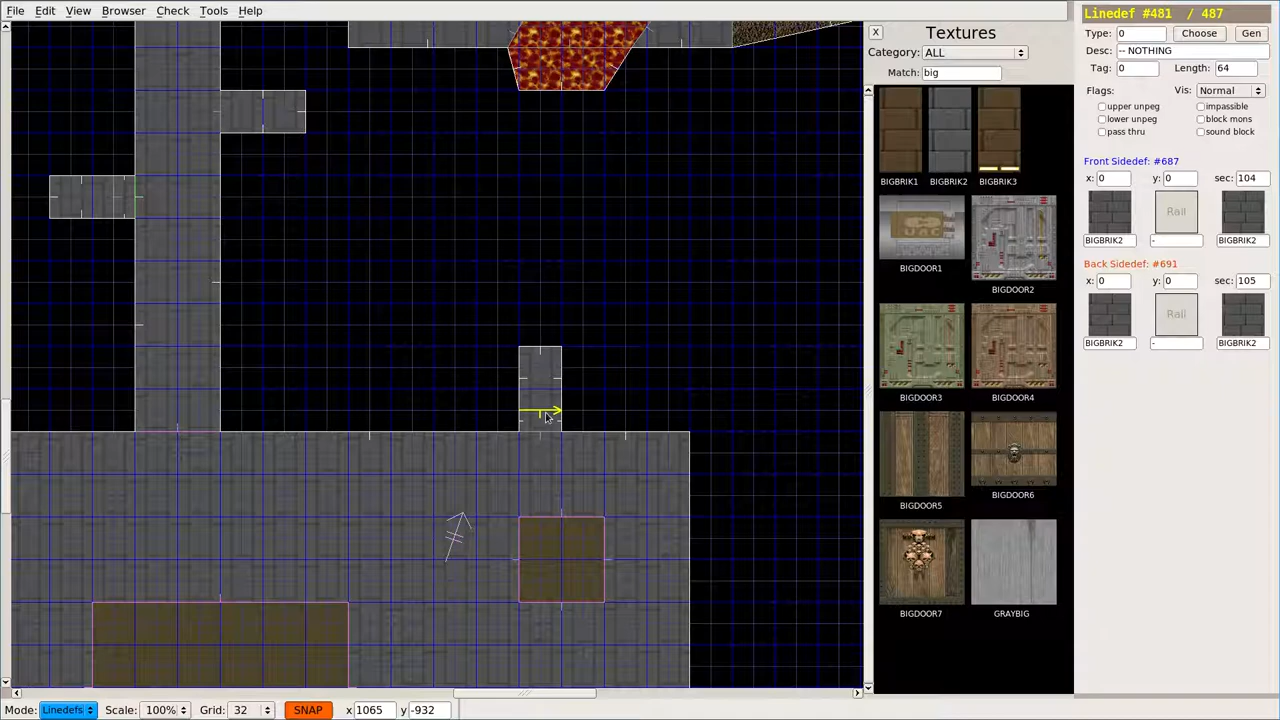 File Edit View Browser Check Tools Help
Textures
Category: ALL
Match: big
BIGBRIK1 BIGBRIK2 BIGBRIK3
UAC
BIGDOOR1
BIGDOOR2
BIGDOOR3 BIGDOOR4
BIGDOOR5
BIGDOOR6
BIGDOOR7 GRAYBIG
Linedef #481 / 487
Type: 0 Choose Gen
Desc: -- NOTHING
Tag: 0 Length: 64
Flags: Vis: Normal
upper unpeg impassible
lower unpeg block mons
pass thru sound block
Front Sidedef: #687
x: 0 y: 0 sec: 104
Rail
BIGBRIK2 - BIGBRIK2
Back Sidedef: #691
x: 0 y: 0 sec: 105
Rail
BIGBRIK2 - BIGBRIK2
Mode: Linedefs Scale: 100% Grid: 32 SNAP x 1065 y -932